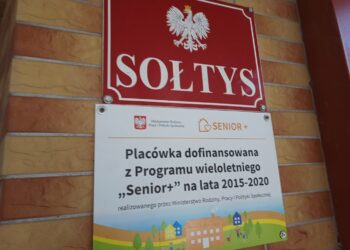 SOŁTYS
Ministerstwo Rodziny,
Pracy i Polityki Społecznej
SENIOR +
Placówka dofinansowana
z Programu wieloletniego
„Senior+” na lata 2015-2020
realizowanego przez Ministerstwo Rodziny, Pracy i Polityki Społecznej